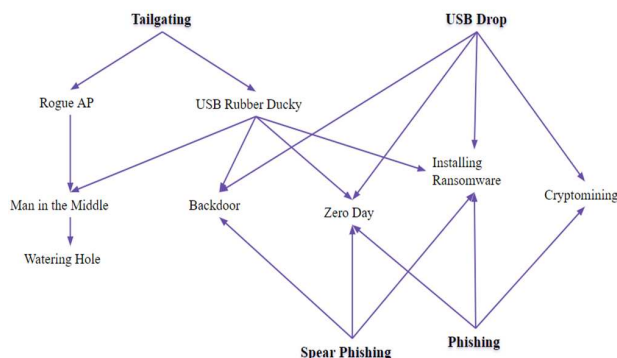 Tailgating
USB Drop
Rogue AP
USB Rubber Ducky
Installing
Ransomware
Cryptomining
Man in the Middle
Backdoor
Zero Day
Watering Hole
Spear Phishing
Phishing